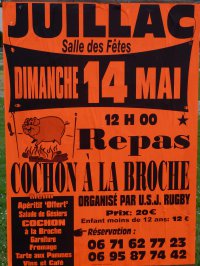 JUILLAC
Salle des Fêtes
DIMANCHE 14 MAI
12 H 00
Repas
COCHON À LA BROCHE
ORGANISÉ PAR U.S.J. RUGBY
Menu
Apéritif "Offert"
Salade de Gésiers
COCHON
à la Broche
Garniture
Fromage
Tarte aux Pommes
Vins et Café
Prix: 20€
Enfant moins de 12 ans: 12 €
Réservation :
06 71 62 77 23
06 95 87 74 42